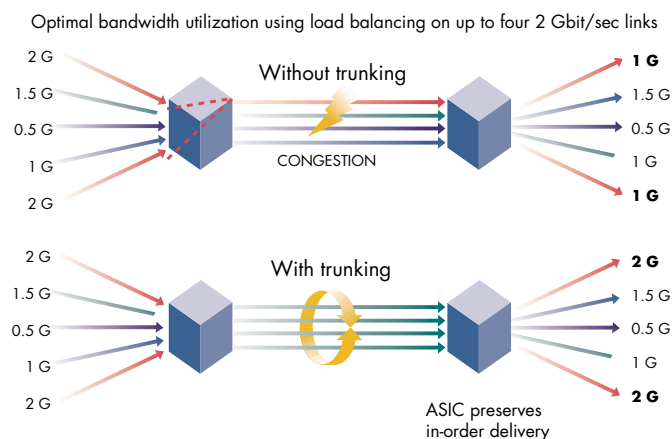 Optimal bandwidth utilization using load balancing on up to four 2 Gbit/sec links
2 G
1.5 G
0.5 G
1 G
2 G
Without trunking
CONGESTION
1 G
1.5 G
0.5 G
1 G
1 G
2 G
1.5 G
0.5 G
1 G
2 G
With trunking
2 G
1.5 G
0.5 G
1 G
2 G
ASIC preserves
in-order delivery